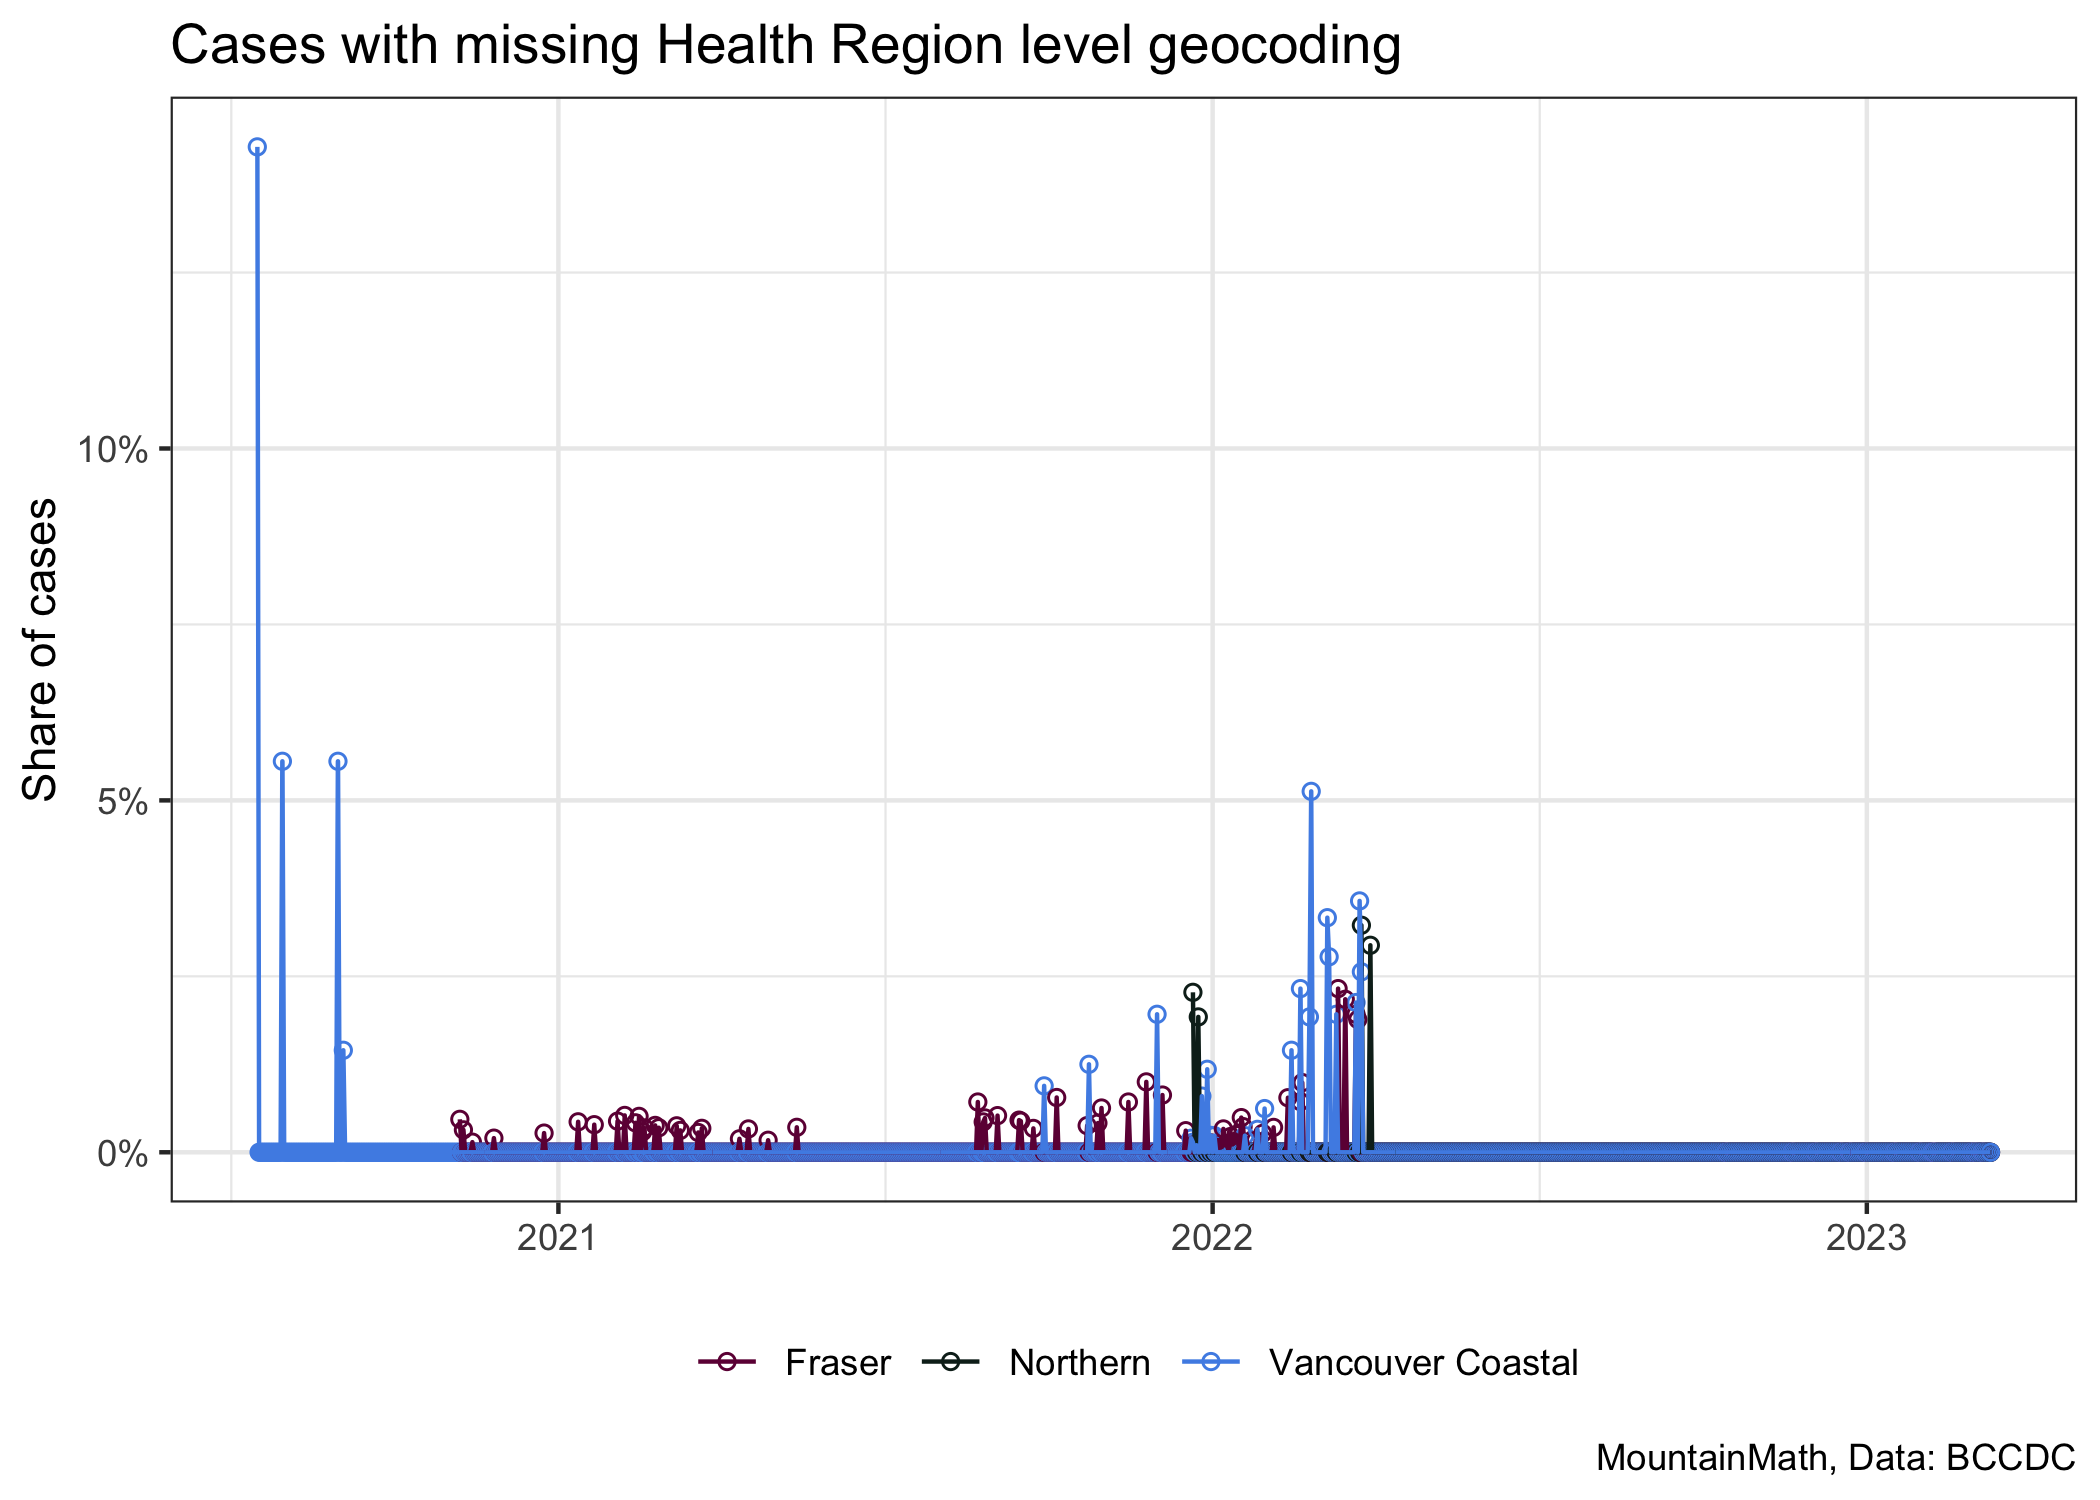 Cases with missing Health Region level geocoding
Share of cases
10%
5%
0%
2021
2022
2023
Fraser
Northern
Vancouver Coastal
MountainMath, Data: BCCDC